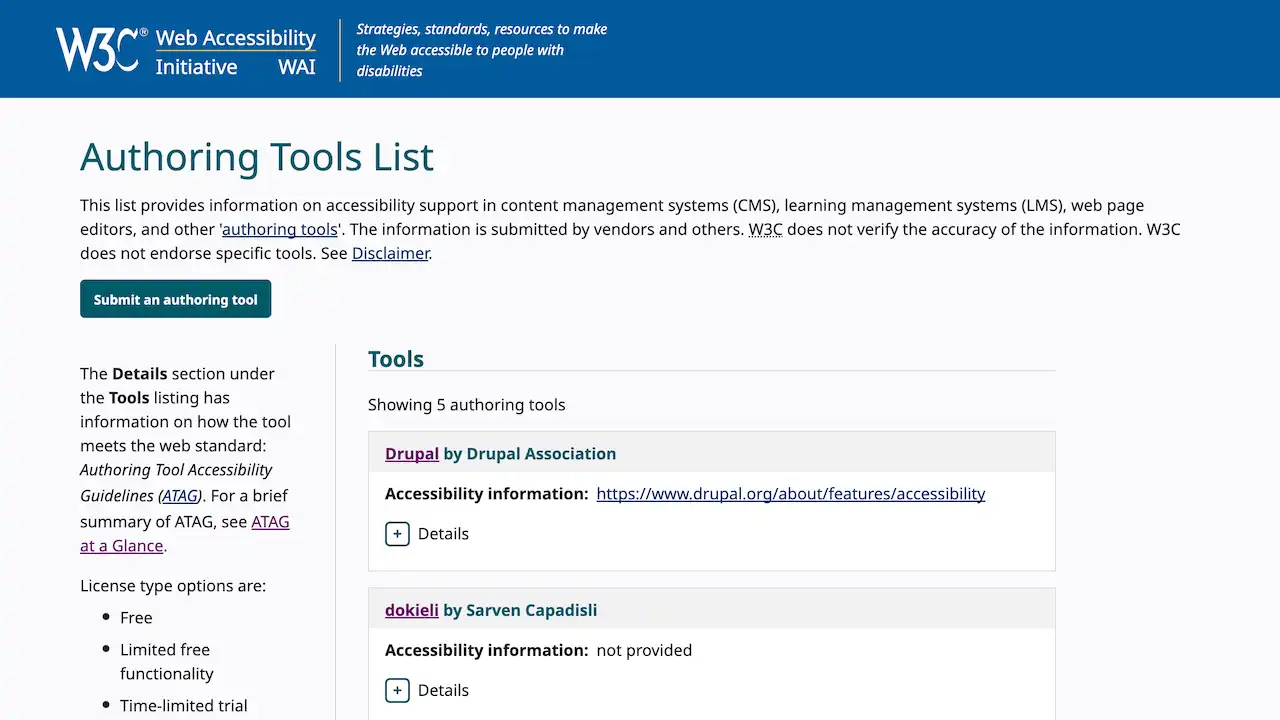 W3C® Web Accessibility
Initiative WAI
Strategies, standards, resources to make
the Web accessible to people with
disabilities
Authoring Tools List
This list provides information on accessibility support in content management systems (CMS), learning management systems (LMS), web page
editors, and other 'authoring tools'. The information is submitted by vendors and others. W3C does not verify the accuracy of the information. W3C
does not endorse specific tools. See Disclaimer.
Submit an authoring tool
The Details section under
the Tools listing has
information on how the tool
meets the web standard:
Authoring Tool Accessibility
Guidelines (ATAG). For a brief
summary of ATAG, see ATAG
at a Glance.
License type options are:
Free
Limited free
functionality
Time-limited trial
Tools
Showing 5 authoring tools
Drupal by Drupal Association
Accessibility information: https://www.drupal.org/about/features/accessibility
+ Details
dokieli by Sarven Capadisli
Accessibility information: not provided
+ Details